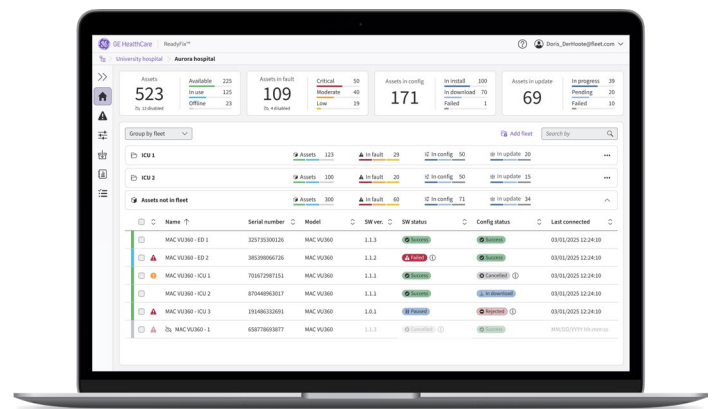 GE HealthCare ReadyFix™ Doris_DerHoote@fleet.com
University hospital Aurora hospital
Assets 523 12 disabled
Available 225
In use 125
Offline 23
Assets in fault 109 4 disabled
Critical 50
Moderate 40
Low 19
Assets in config 171
In install 100
In download 70
Failed 1
Assets in update 69
In progress 39
Pending 20
Failed 10
Group by fleet Add fleet Search by
ICU 1 Assets 123 In fault 29 In config 50 In update 20
ICU 2 Assets 100 In fault 20 In config 50 In update 15
Assets not in fleet Assets 300 In fault 60 In config 71 In update 34
Name Serial number Model SW ver. SW status Config status Last connected
MAC VU360 - ED 1 325735300126 MAC VU360 1.1.3 Success Success 03/01/2025 12:24:10
MAC VU360 - ED 2 385398066726 MAC VU360 1.1.2 Failed Success 03/01/2025 12:24:10
MAC VU360 - ICU 1 701672987151 MAC VU360 1.1.1 Success Cancelled 03/01/2025 12:24:10
MAC VU360 - ICU 2 870448963017 MAC VU360 1.1.1 Success In download 03/01/2025 12:24:10
MAC VU360 - ICU 3 191486332691 MAC VU360 1.0.1 Paused Rejected 03/01/2025 12:24:10
MAC VU360 - 1 658778693877 MAC VU360 1.1.3 Cancelled Success